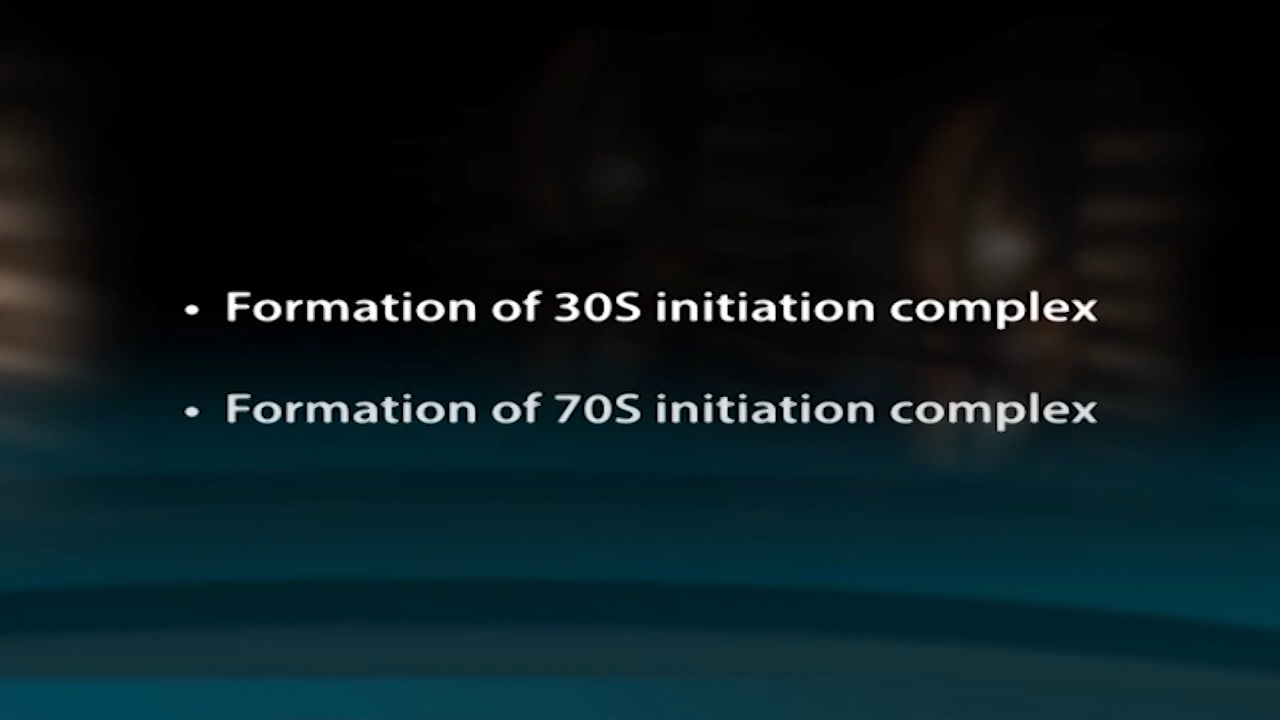 • Formation of 30S initiation complex
• Formation of 70S initiation complex